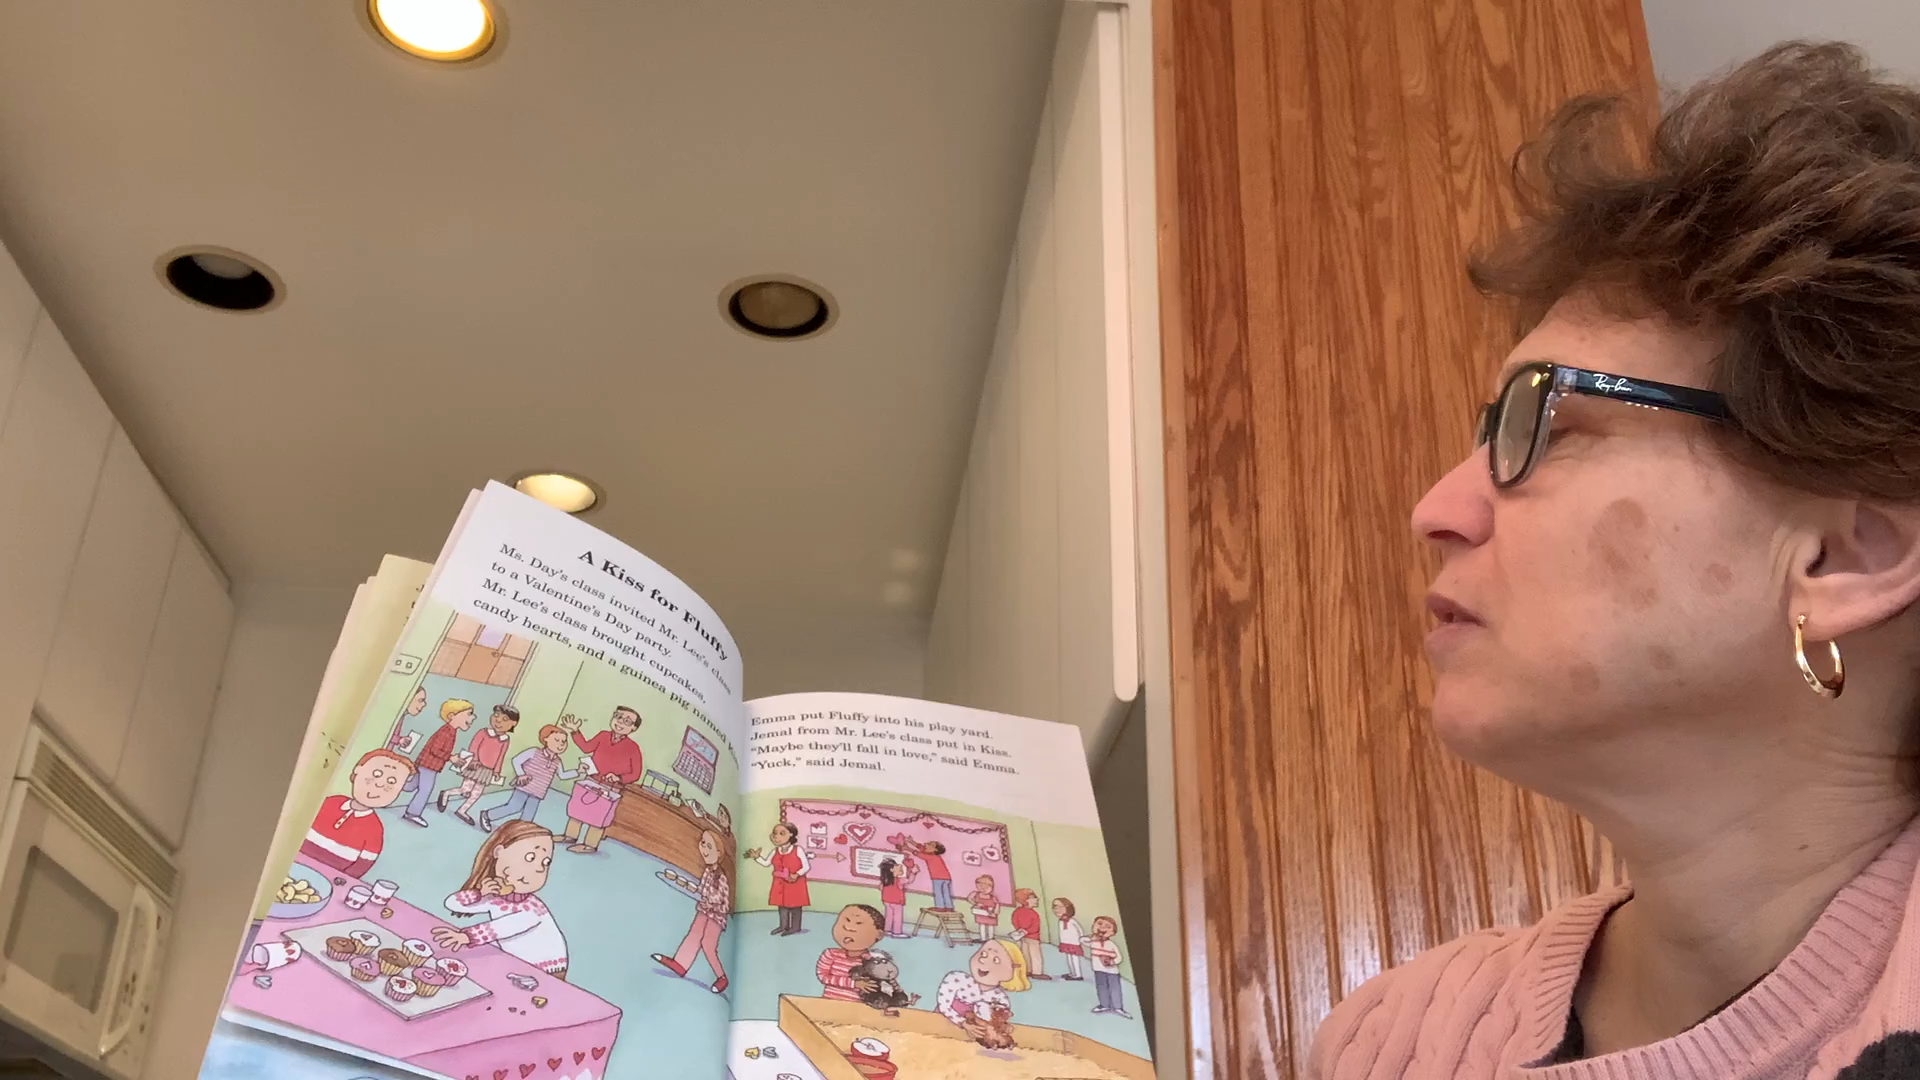 A Kiss for Fluffy
Ms. Day's class invited Mr. Lee's class
to a Valentine's Day party.
Mr. Lee's class brought cupcakes,
candy hearts, and a guinea pig named
Emma put Fluffy into his play yard.
Jemal from Mr. Lee's class put in Kiss.
"Maybe they'll fall in love," said Emma.
"Yuck," said Jemal.
Ray-Ban